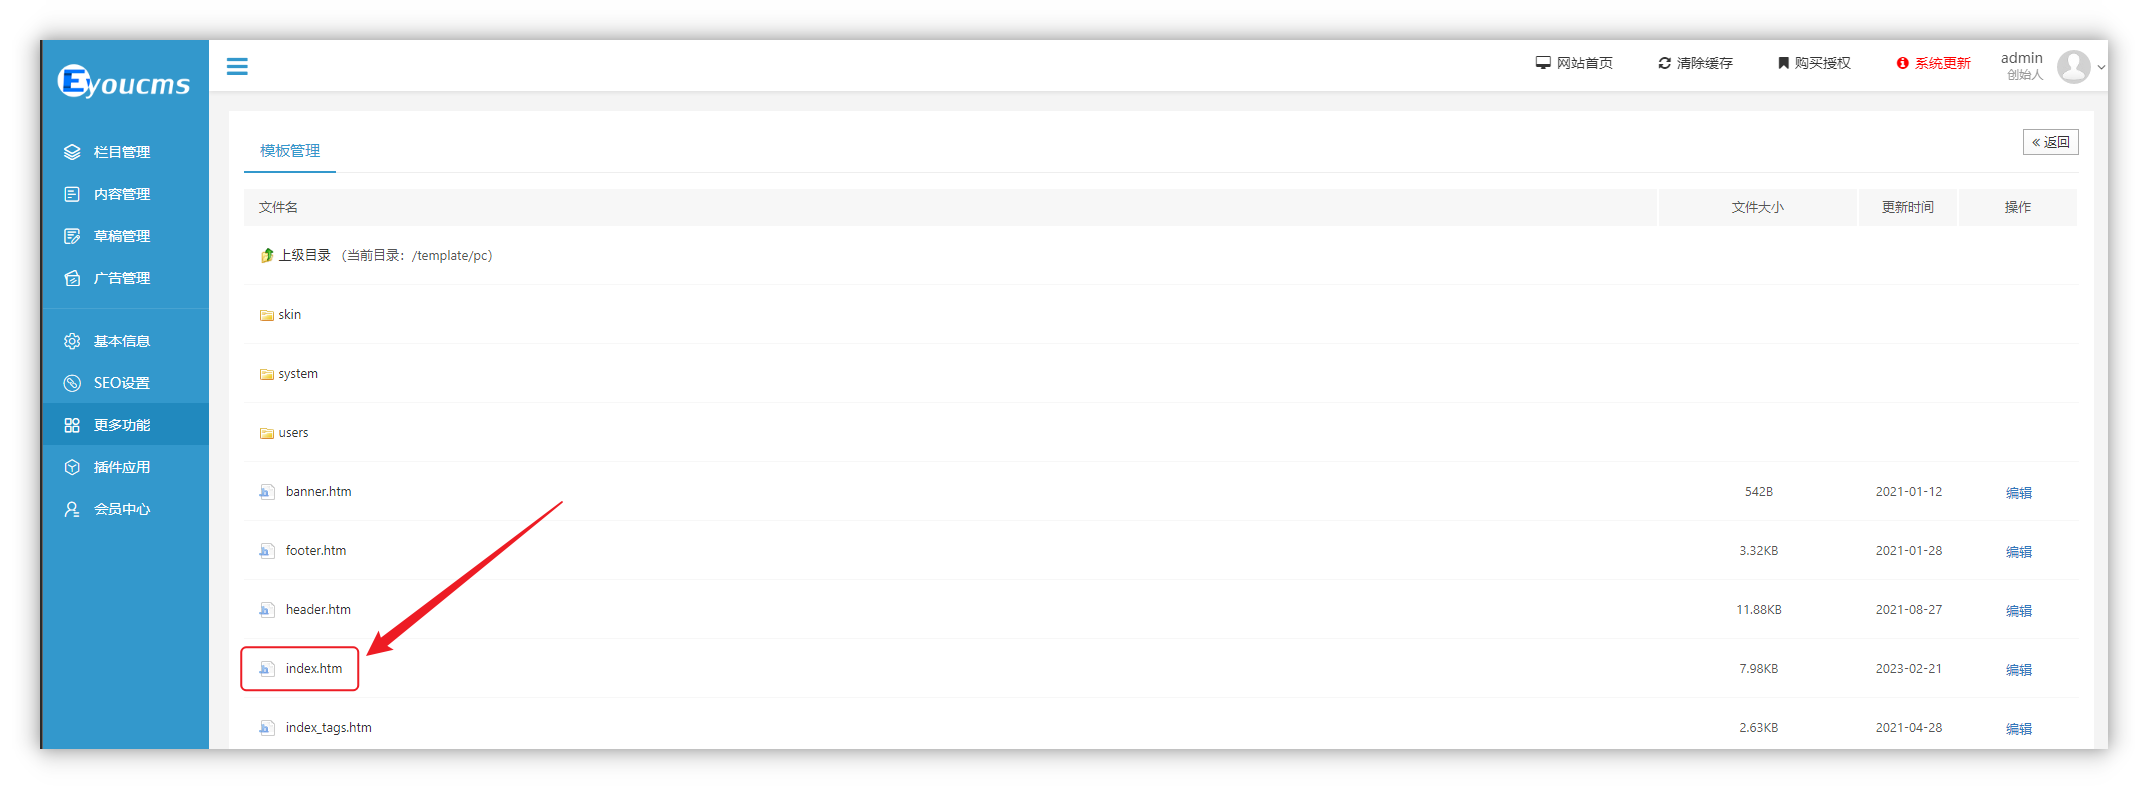 Eyoucms
网站首页 清除缓存 购买授权 系统更新 admin
创始人
栏目管理
内容管理
草稿管理
广告管理
基本信息
SEO设置
更多功能
插件应用
会员中心
模板管理 « 返回
文件名 文件大小 更新时间 操作
上级目录 (当前目录：/template/pc)
skin
system
users
banner.htm 542B 2021-01-12 编辑
footer.htm 3.32KB 2021-01-28 编辑
header.htm 11.88KB 2021-08-27 编辑
index.htm 7.98KB 2023-02-21 编辑
index_tags.htm 2.63KB 2021-04-28 编辑